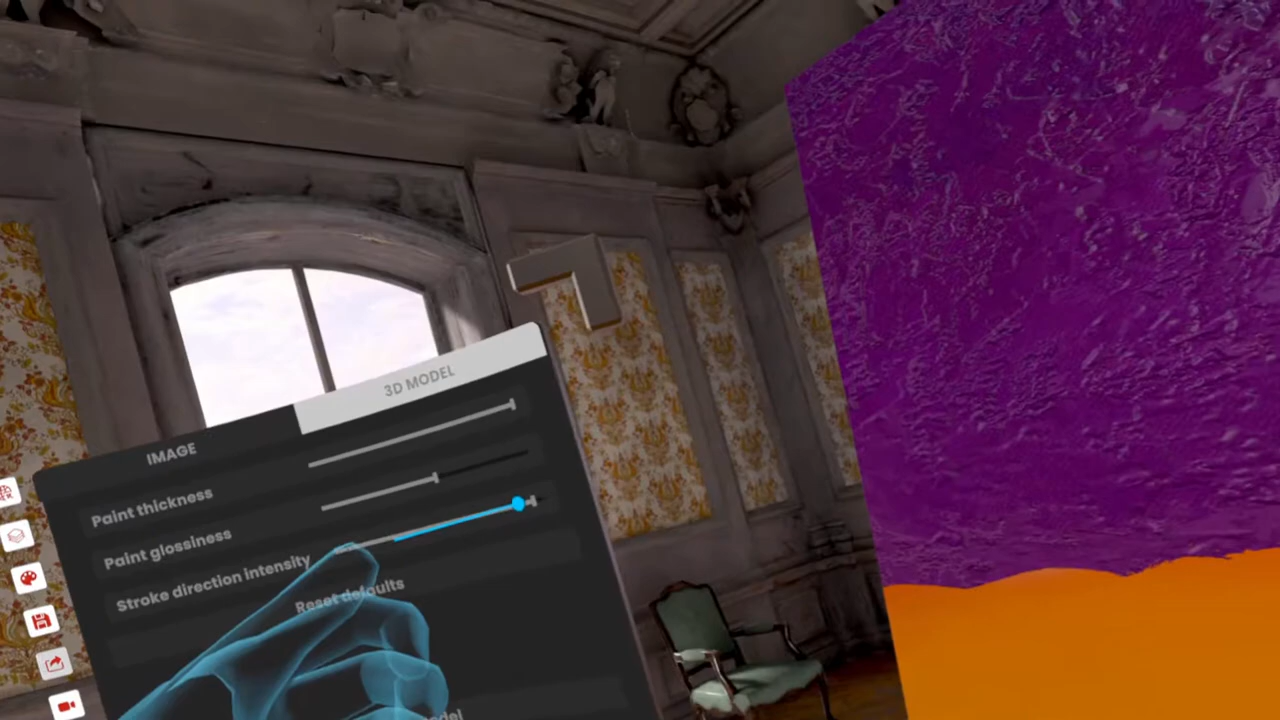 3D MODEL
IMAGE
Paint thickness
Paint glossiness
Stroke direction intensity
Reset defaults